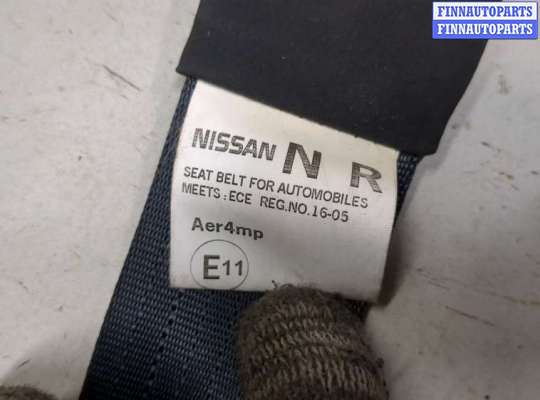 FINNAUTOPARTS
FINNAUTOPARTS
NISSAN N R
SEAT BELT FOR AUTOMOBILES
MEETS : ECE REG.NO.16-05
Aer4mp
E11